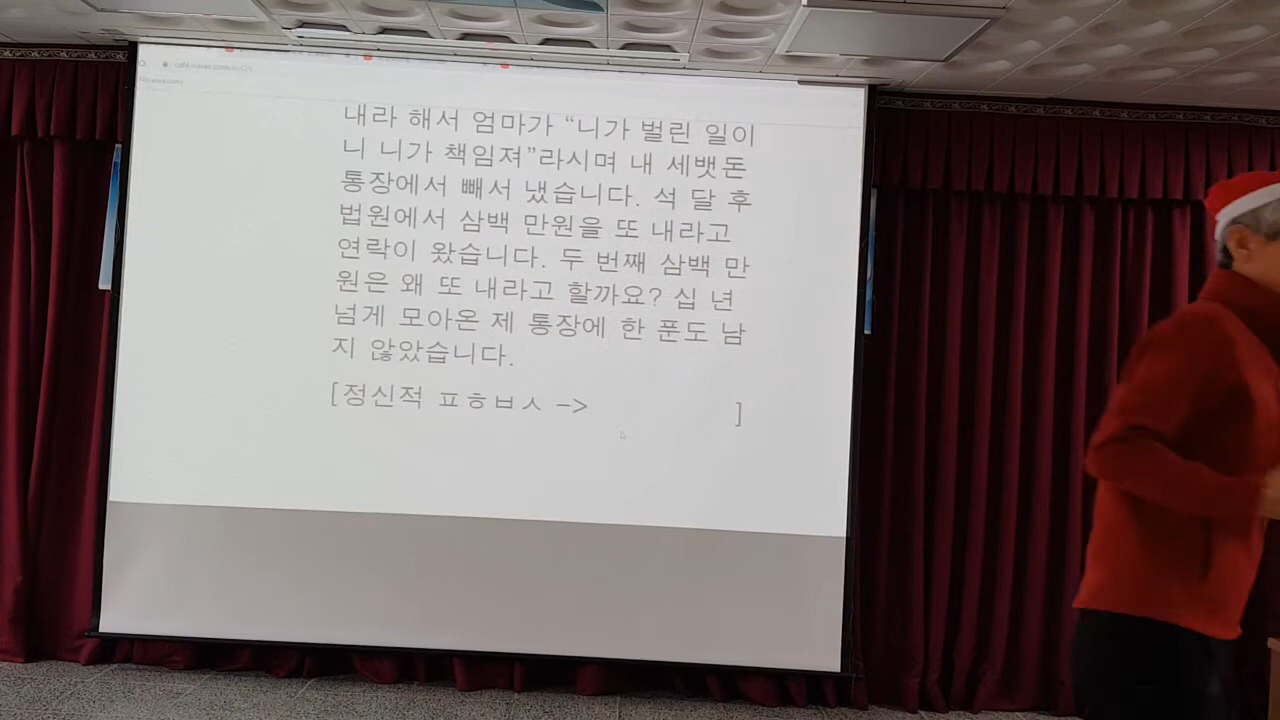 cafe.naver.com
내라 해서 엄마가 “니가 벌린 일이
니 니가 책임져”라시며 내 세뱃돈
통장에서 빼서 냈습니다. 석 달 후
법원에서 삼백 만원을 또 내라고
연락이 왔습니다. 두 번째 삼백 만
원은 왜 또 내라고 할까요? 십 년
넘게 모아온 제 통장에 한 푼도 남
지 않았습니다.
[정신적 ㅍㅎㅂㅅ -> ]